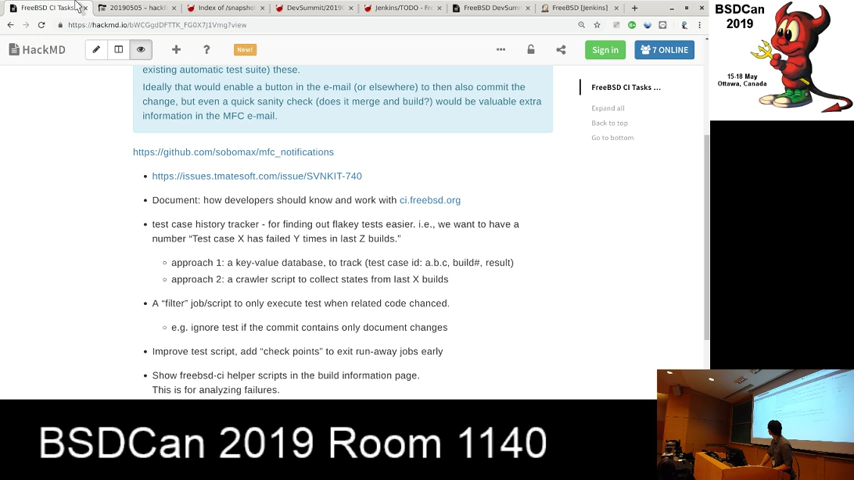 FreeBSD CI Tasks
20190505 – hack
Index of /snapshot
DevSummit/2019
Jenkins/TODO - Fre
FreeBSD DevSumm
FreeBSD [Jenkins]
https://hackmd.io/bWCGgdDFTTK_FG0X7j1Vmg?view
HackMD
New!
Sign in
7 ONLINE
existing automatic test suite) these.
Ideally that would enable a button in the e-mail (or elsewhere) to then also commit the
change, but even a quick sanity check (does it merge and build?) would be valuable extra
information in the MFC e-mail.
https://github.com/sobomax/mfc_notifications
https://issues.tmatesoft.com/issue/SVNKIT-740
Document: how developers should know and work with ci.freebsd.org
test case history tracker - for finding out flakey tests easier. i.e., we want to have a
number “Test case X has failed Y times in last Z builds.”
approach 1: a key-value database, to track (test case id: a.b.c, build#, result)
approach 2: a crawler script to collect states from last X builds
A “filter” job/script to only execute test when related code chanced.
e.g. ignore test if the commit contains only document changes
Improve test script, add “check points” to exit run-away jobs early
Show freebsd-ci helper scripts in the build information page.
This is for analyzing failures.
FreeBSD CI Tasks ...
Expand all
Back to top
Go to bottom
BSDCan
2019
15-18 May
Ottawa, Canada
BSDCan 2019 Room 1140